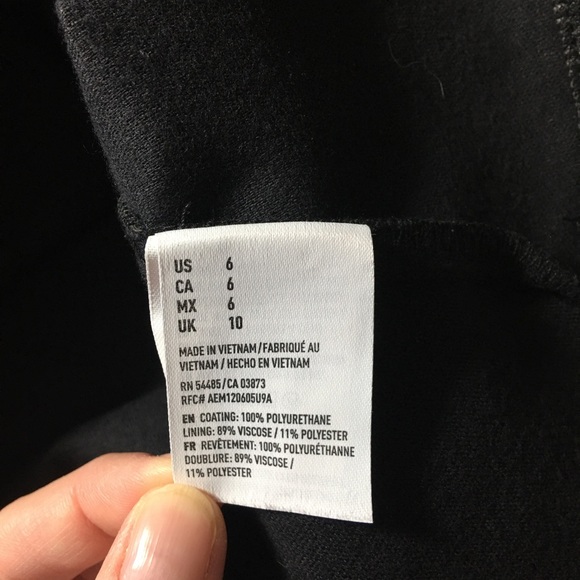 US 6
CA 6
MX 6
UK 10
MADE IN VIETNAM/FABRIQUÉ AU
VIETNAM / HECHO EN VIETNAM
RN 54485/CA 03873
RFC# AEM120605U9A
EN COATING: 100% POLYURETHANE
LINING: 89% VISCOSE / 11% POLYESTER
FR REVÊTEMENT: 100% POLYURÉTHANNE
DOUBLURE: 89% VISCOSE /
11% POLYESTER